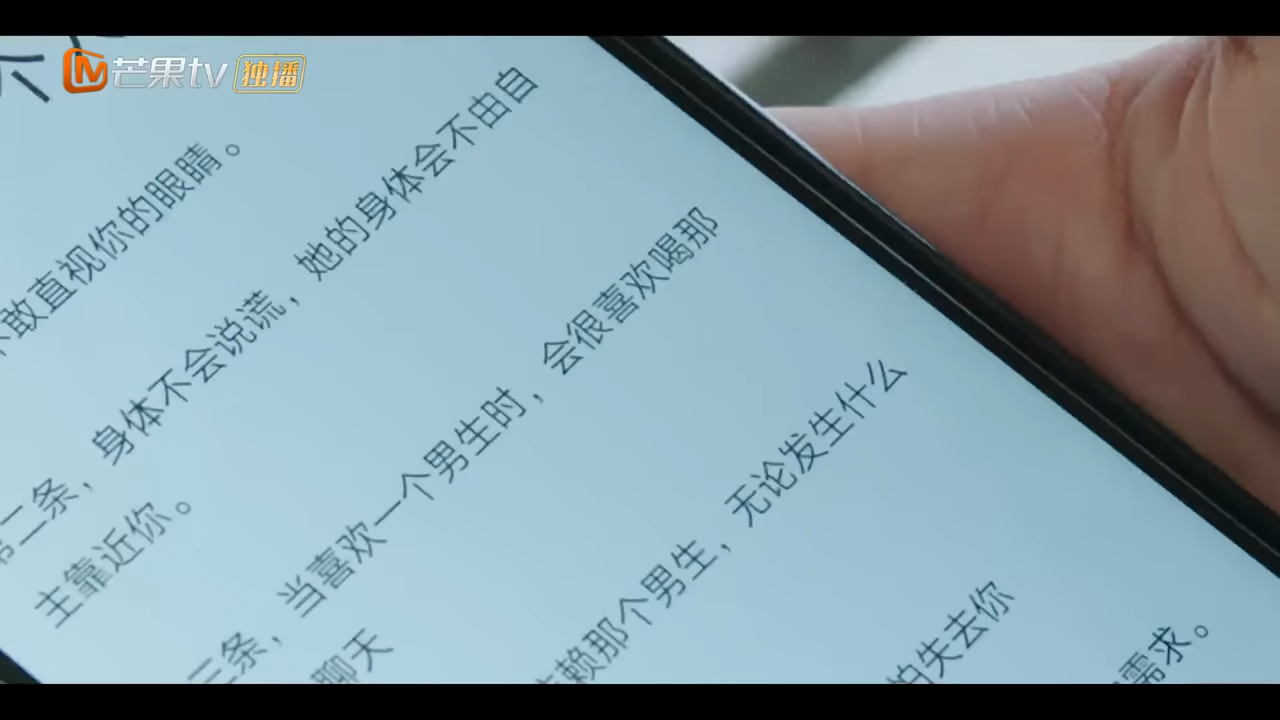 芒果tv 独播
个
不敢直视你的眼睛。
第二条，身体不会说谎，她的身体会不由自
主靠近你。
三条，当喜欢一个男生时，会很喜欢喝那
聊天
赖那个男生，无论发生什么
怕失去你
需求。